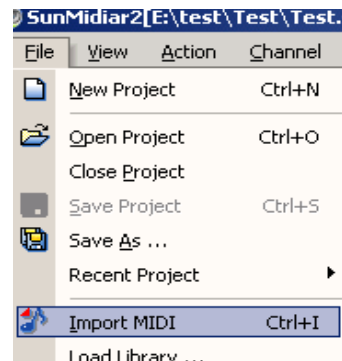 SunMidiar2[E:\test\Test\Test.
File View Action Channel
New Project Ctrl+N
Open Project Ctrl+O
Close Project
Save Project Ctrl+S
Save As ...
Recent Project
Import MIDI Ctrl+I
Load Library ...